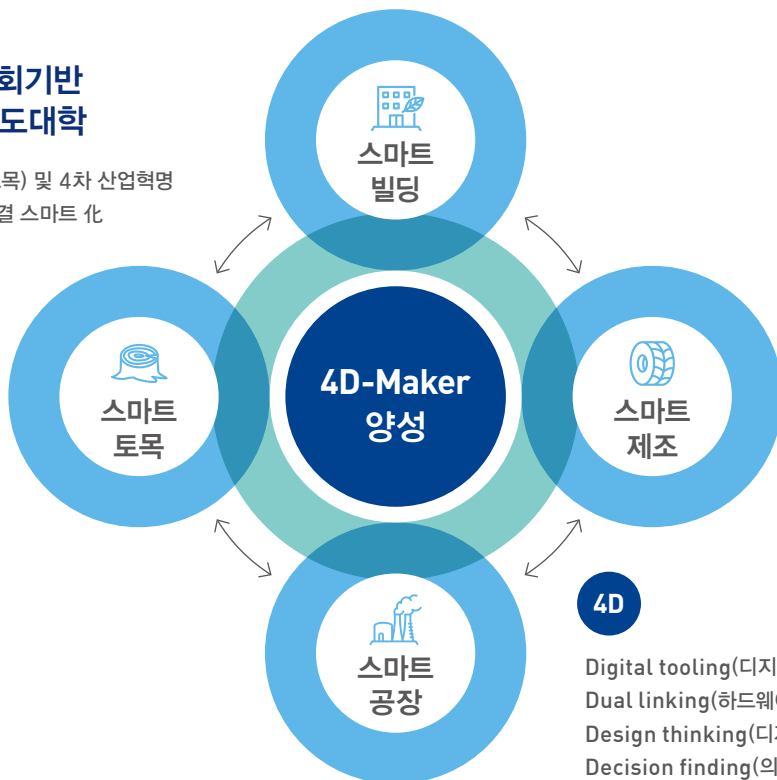 회기반
도대학
목) 및 4차 산업혁명
결 스마트 化
스마트
빌딩
스마트
토목
4D-Maker
양성
스마트
제조
스마트
공장
4D
Digital tooling(디지
Dual linking(하드웨
Design thinking(디
Decision finding(의